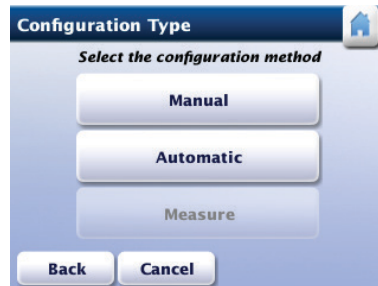 Configuration Type
Select the configuration method
Manual
Automatic
Measure
Back Cancel